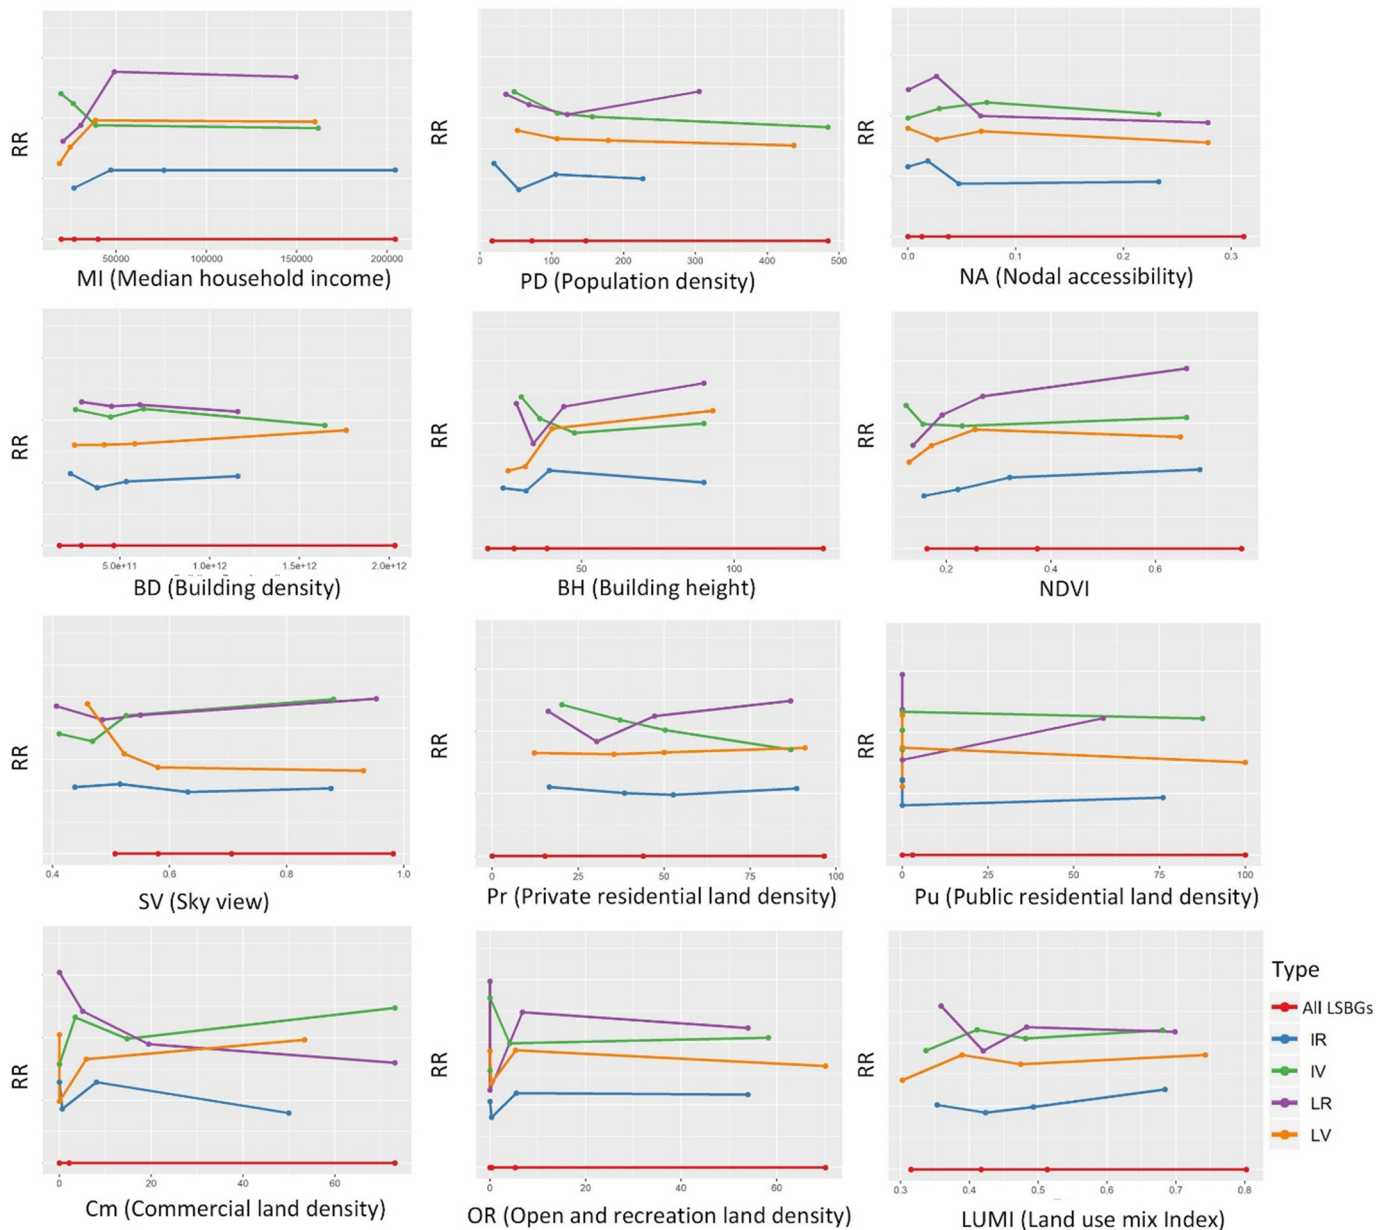 RR
50000 100000 150000 200000
MI (Median household income)
RR
0 100 200 300 400 500
PD (Population density)
RR
0.0 0.1 0.2 0.3
NA (Nodal accessibility)
RR
5.0e+11 1.0e+12 1.5e+12 2.0e+12
BD (Building density)
RR
50 100
BH (Building height)
RR
0.2 0.4 0.6
NDVI
RR
0.4 0.6 0.8 1.0
SV (Sky view)
RR
0 25 50 75 100
Pr (Private residential land density)
RR
0 25 50 75 100
Pu (Public residential land density)
RR
0 20 40 60
Cm (Commercial land density)
RR
0 20 40 60
OR (Open and recreation land density)
RR
0.3 0.4 0.5 0.6 0.7 0.8
LUMI (Land use mix Index)
Type
All LSBGs
IR
IV
LR
LV